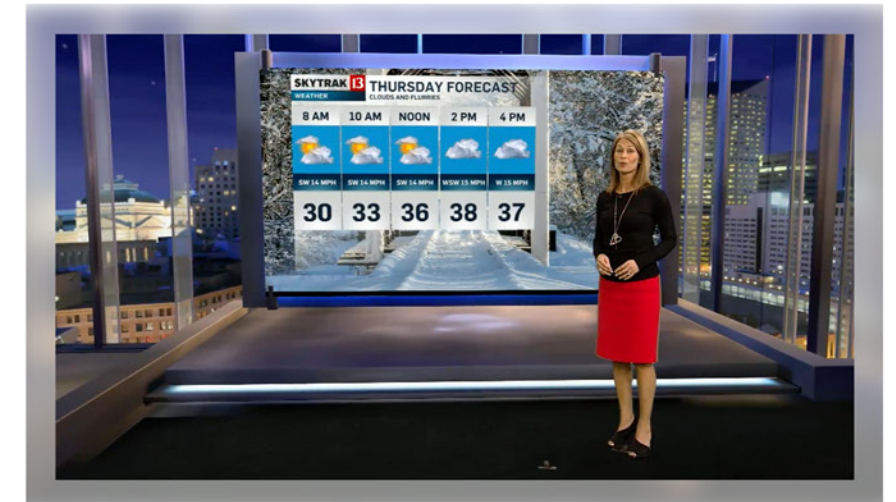 SKYTRAK 13 THURSDAY FORECAST
WEATHER CLOUDS AND FLURRIES
8 AM 10 AM NOON 2 PM 4 PM
SW 14 MPH SW 14 MPH SW 14 MPH WSW 15 MPH W 15 MPH
30 33 36 38 37